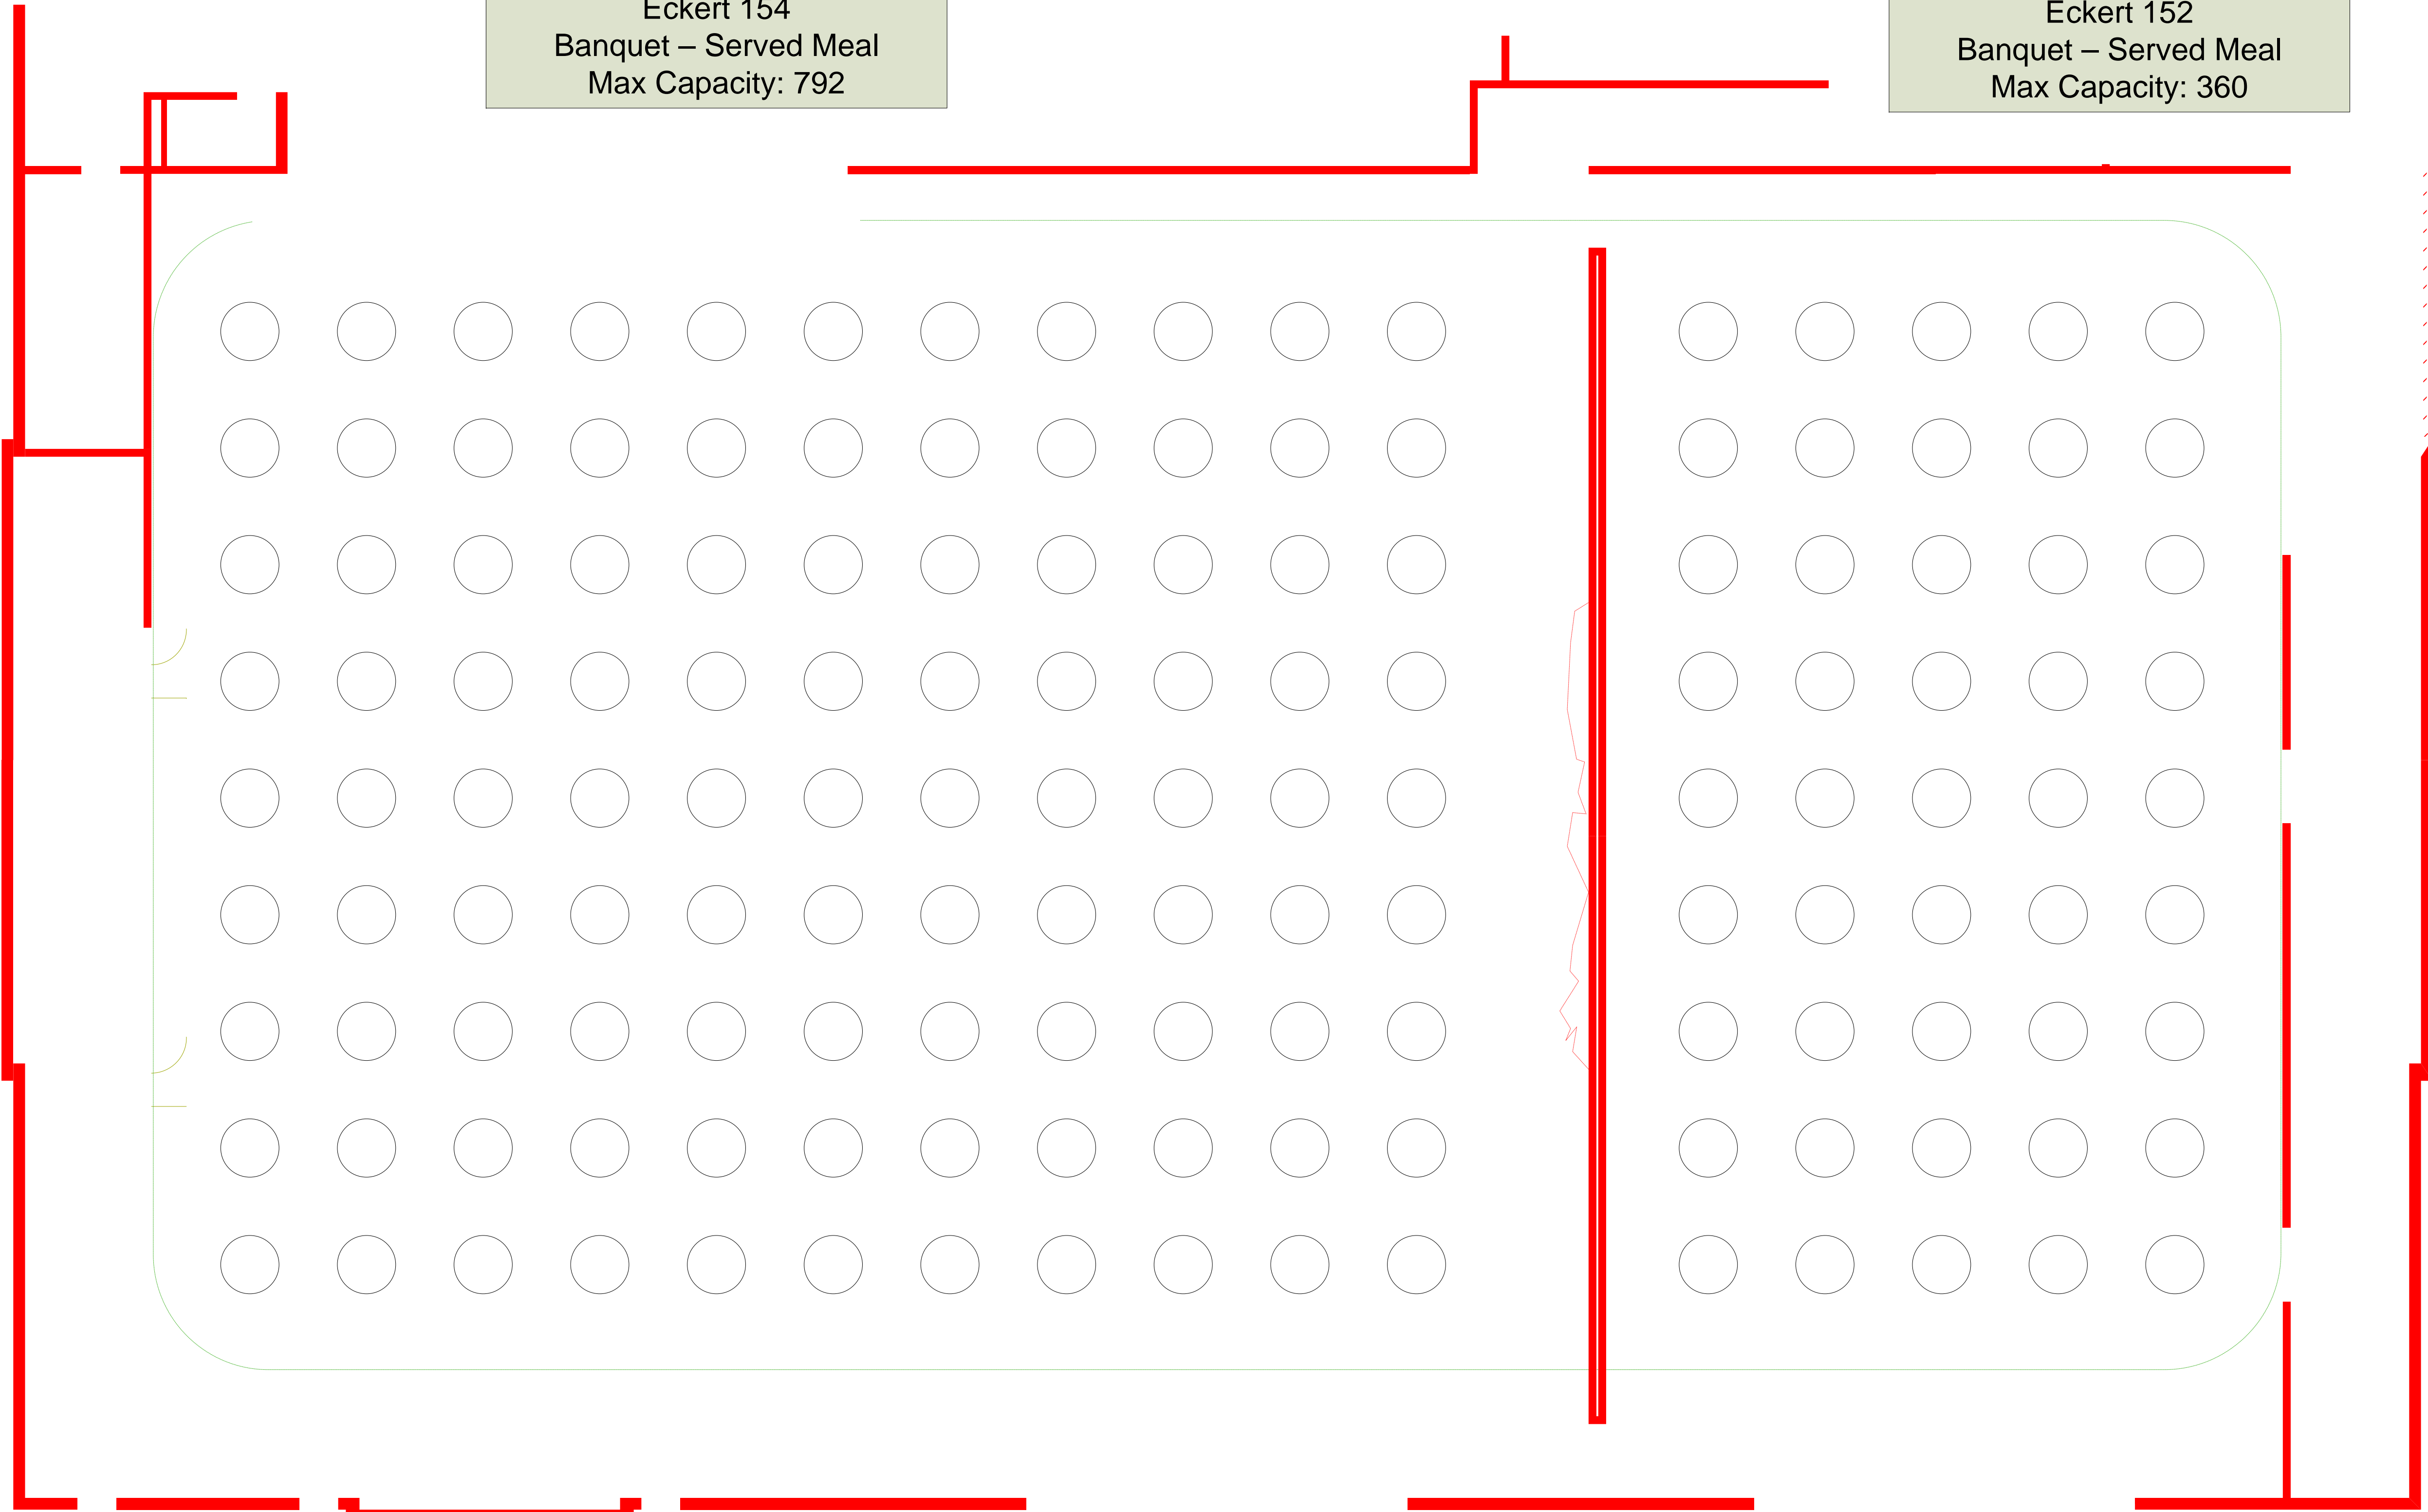 Eckert 154
Banquet – Served Meal
Max Capacity: 792
Eckert 152
Banquet – Served Meal
Max Capacity: 360